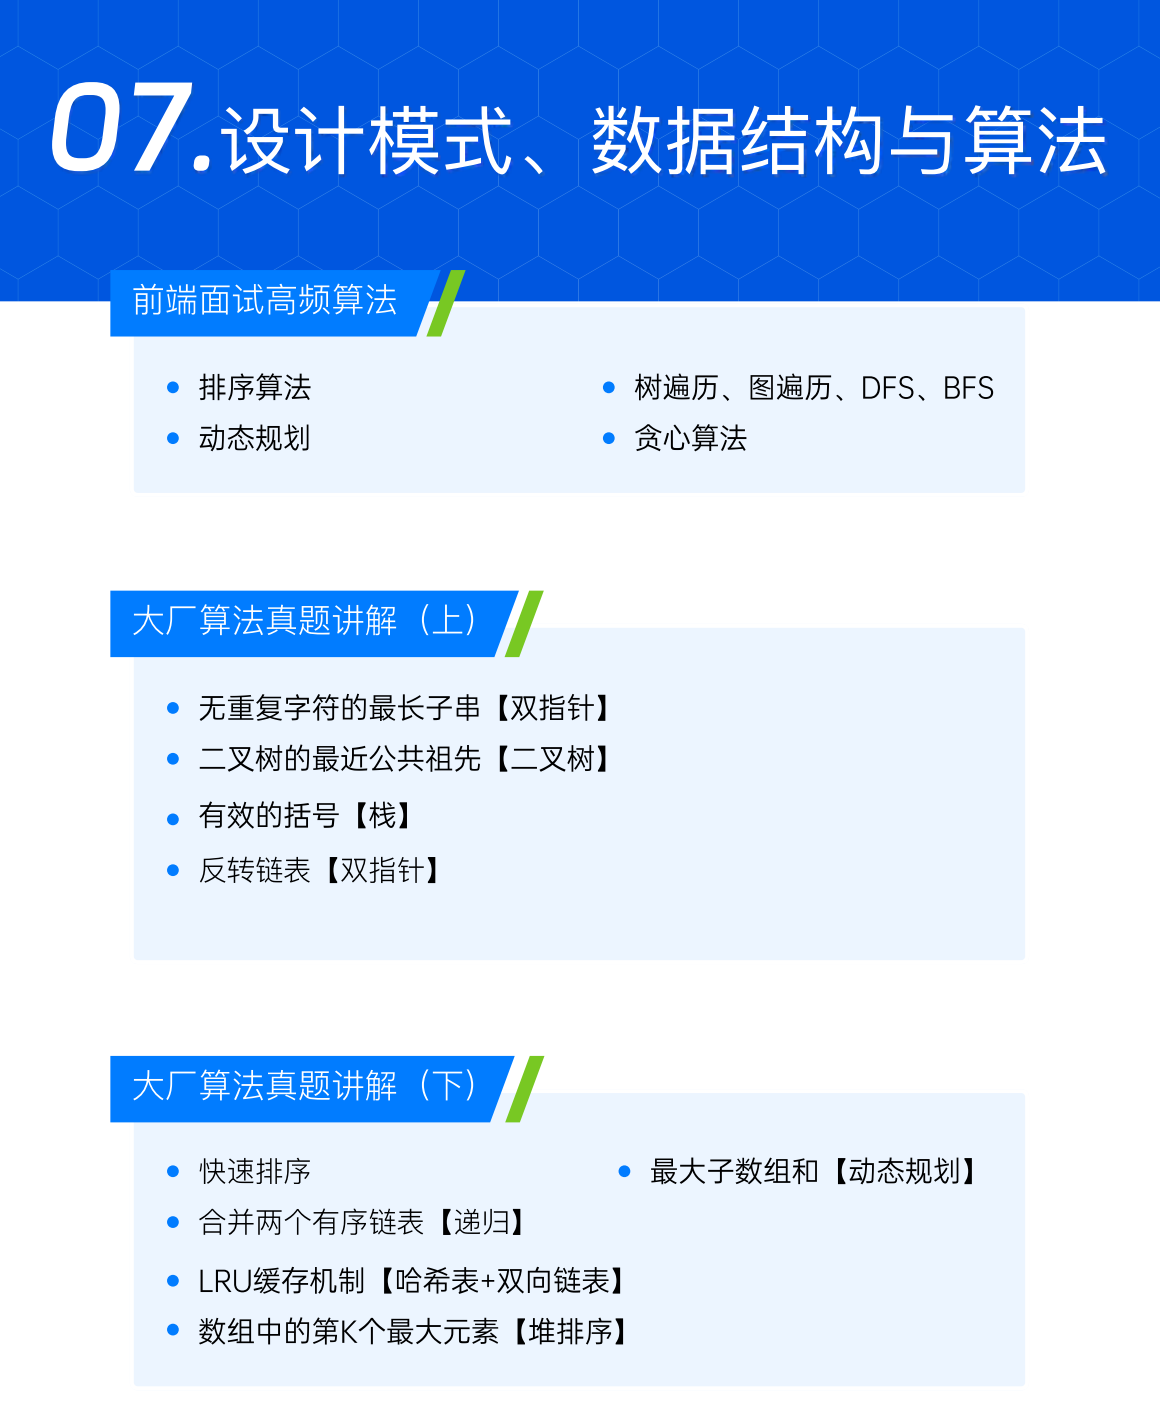 07.设计模式、数据结构与算法
前端面试高频算法
排序算法
树遍历、图遍历、DFS、BFS
动态规划
贪心算法
大厂算法真题讲解（上）
无重复字符的最长子串【双指针】
二叉树的最近公共祖先【二叉树】
有效的括号【栈】
反转链表【双指针】
大厂算法真题讲解（下）
快速排序
最大子数组和【动态规划】
合并两个有序链表【递归】
LRU缓存机制【哈希表+双向链表】
数组中的第K个最大元素【堆排序】